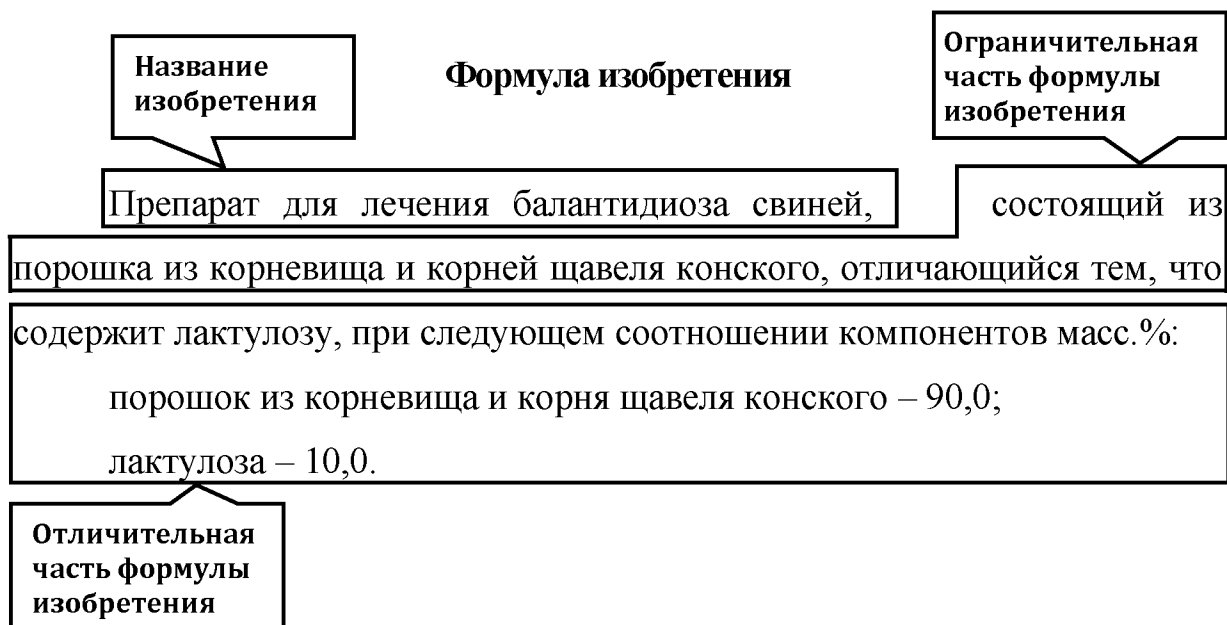 Название
изобретения
Формула изобретения
Ограничительная
часть формулы
изобретения
Препарат для лечения балантидиоза свиней, состоящий из
порошка из корневища и корней щавеля конского, отличающийся тем, что
содержит лактулозу, при следующем соотношении компонентов масс.%:
порошок из корневища и корня щавеля конского – 90,0;
лактулоза – 10,0.
Отличительная
часть формулы
изобретения